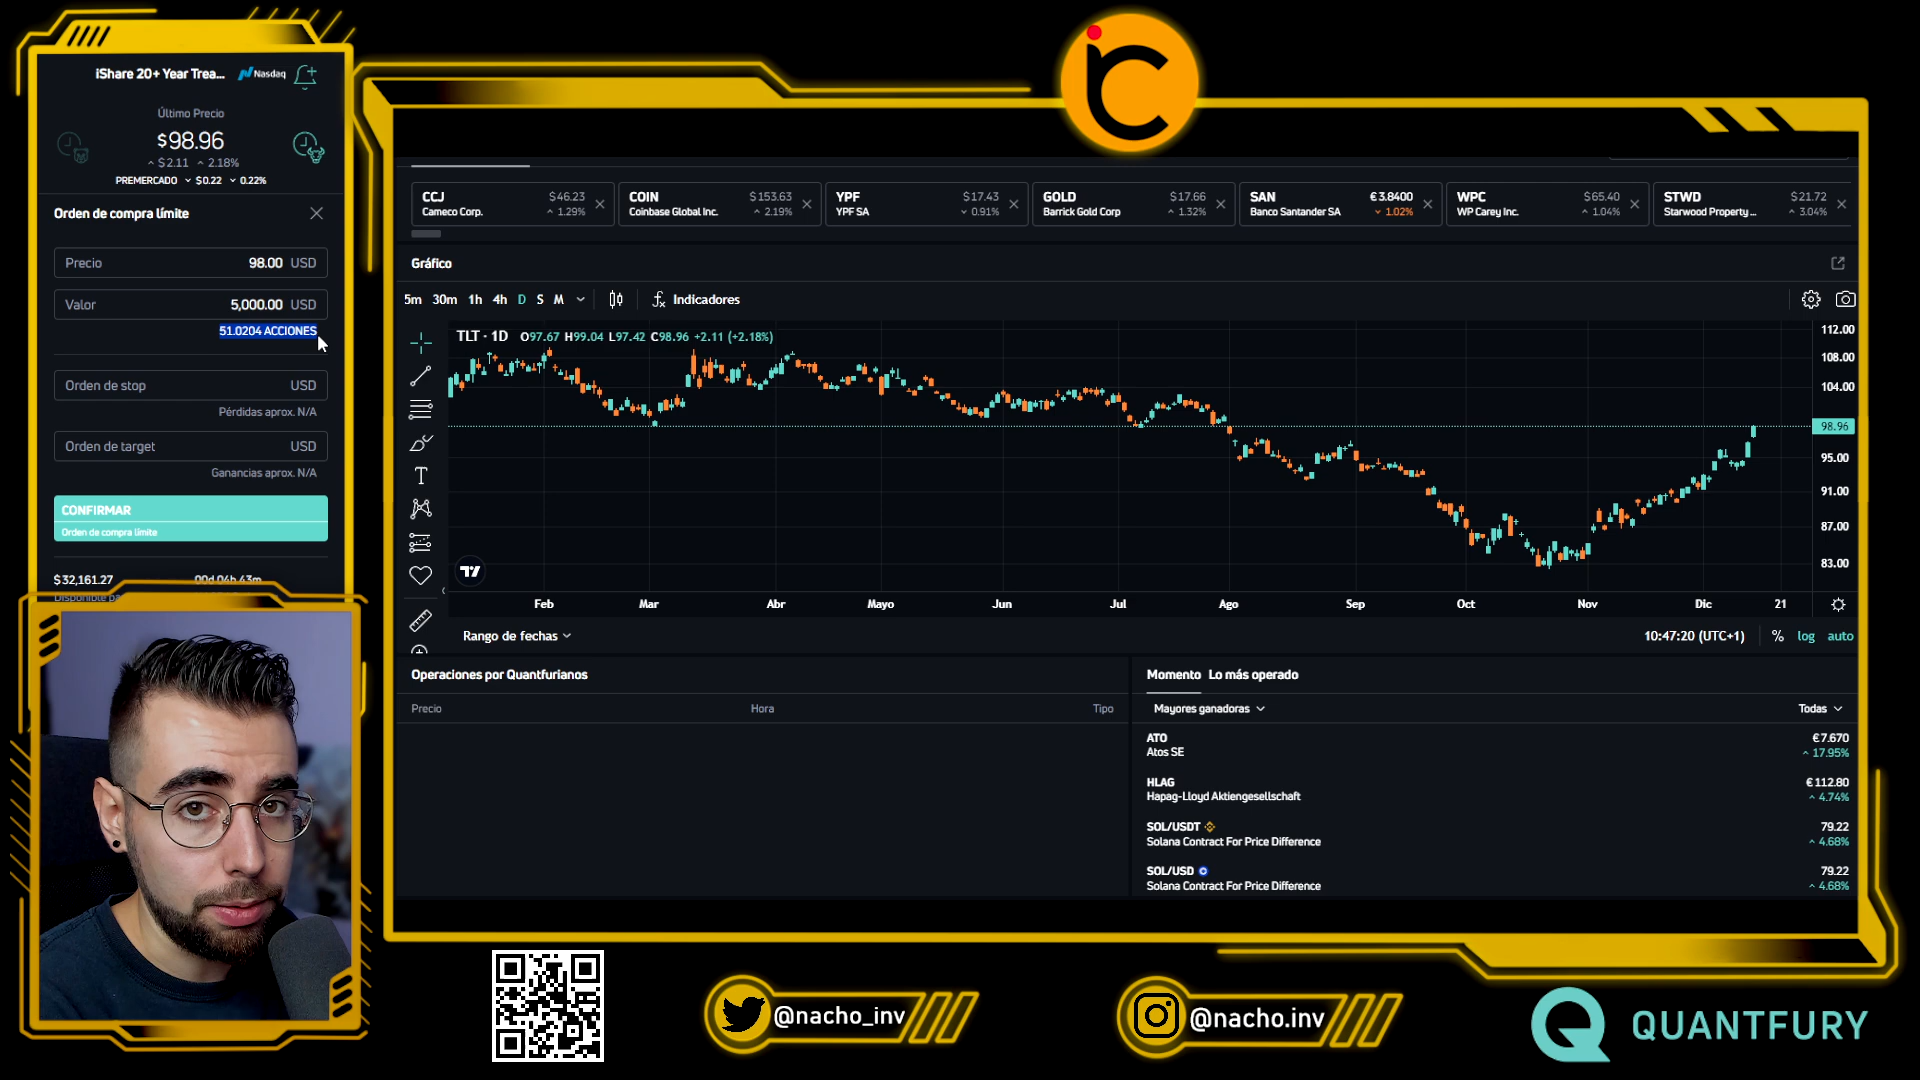 iShare 20+ Year Trea...
Nasdaq
Último Precio
$98.96
$2.11 2.18%
PREMERCADO $0.22 0.22%
Orden de compra límite
Precio 98.00 USD
Valor 5,000.00 USD
51.0204 ACCIONES
Orden de stop USD
Pérdidas aprox. N/A
Orden de target USD
Ganancias aprox. N/A
CONFIRMAR
Orden de compra límite
$32,161.27 00d 04h 43m
CCJ $46.23
Cameco Corp. 1.29%
COIN $153.63
Coinbase Global Inc. 2.19%
YPF $17.43
YPF SA 0.91%
GOLD $17.66
Barrick Gold Corp 1.32%
SAN €3.8400
Banco Santander SA 1.02%
WPC $65.40
WP Carey Inc. 1.04%
STWD $21.72
Starwood Property ... 3.04%
Gráfico
5m 30m 1h 4h D S M Indicadores
TLT · 1D O97.67 H99.04 L97.42 C98.96 +2.11 (+2.18%)
112.00
108.00
104.00
98.96
95.00
91.00
87.00
83.00
Feb Mar Abr Mayo Jun Jul Ago Sep Oct Nov Dic 21
Rango de fechas 10:47:20 (UTC+1) % log auto
Operaciones por Quantfurianos
Precio Hora Tipo
Momento Lo más operado
Mayores ganadoras Todas
ATO €7.670
Atos SE 17.95%
HLAG €112.80
Hapag-Lloyd Aktiengesellschaft 4.74%
SOL/USDT 79.22
Solana Contract For Price Difference 4.68%
SOL/USD 79.22
Solana Contract For Price Difference 4.68%
@nacho_inv
@nacho.inv
QUANTFURY